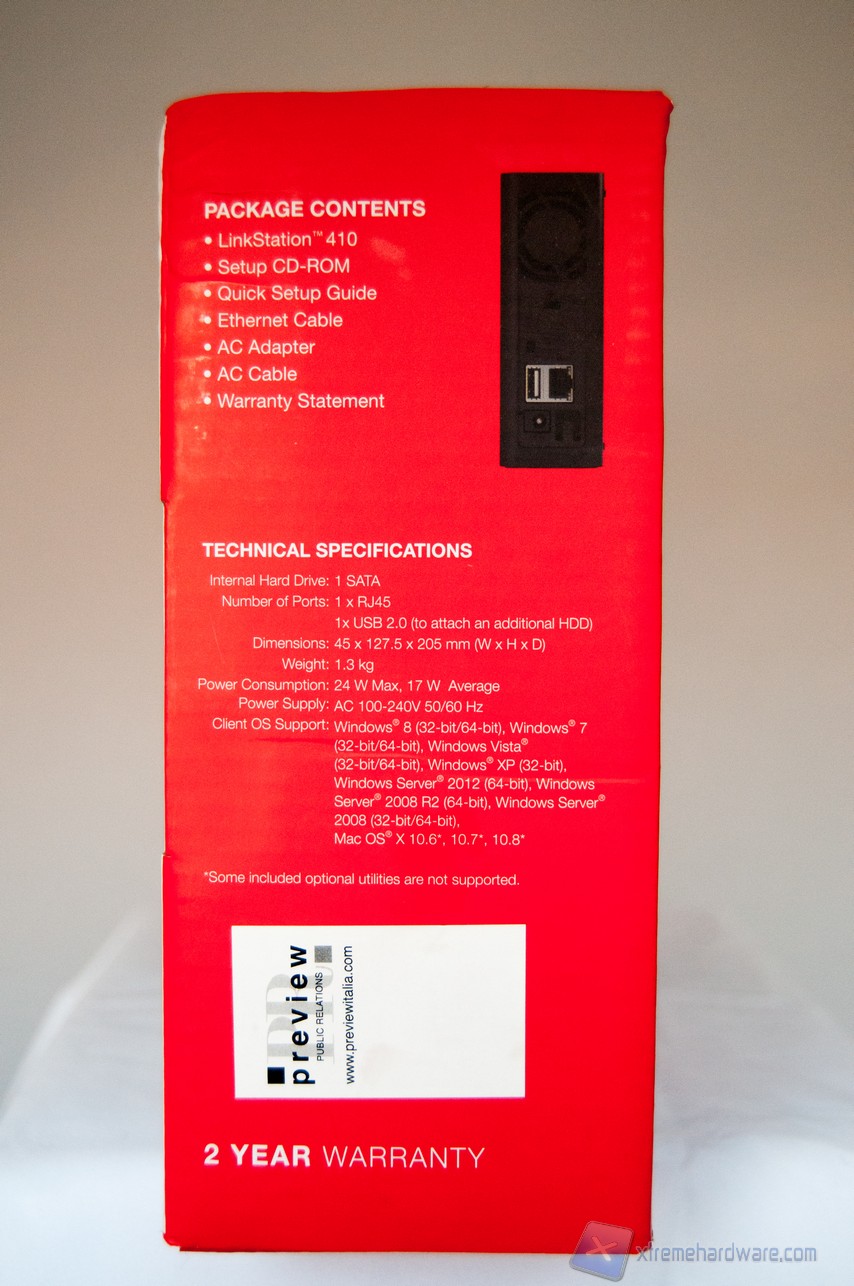 PACKAGE CONTENTS
• LinkStation™ 410
• Setup CD-ROM
• Quick Setup Guide
• Ethernet Cable
• AC Adapter
• AC Cable
• Warranty Statement
TECHNICAL SPECIFICATIONS
Internal Hard Drive: 1 SATA
Number of Ports: 1 x RJ45
1x USB 2.0 (to attach an additional HDD)
Dimensions: 45 x 127.5 x 205 mm (W x H x D)
Weight: 1.3 kg
Power Consumption: 24 W Max, 17 W Average
Power Supply: AC 100-240V 50/60 Hz
Client OS Support: Windows® 8 (32-bit/64-bit), Windows® 7
(32-bit/64-bit), Windows Vista®
(32-bit/64-bit), Windows® XP (32-bit),
Windows Server® 2012 (64-bit), Windows
Server® 2008 R2 (64-bit), Windows Server®
2008 (32-bit/64-bit),
Mac OS® X 10.6*, 10.7*, 10.8*
*Some included optional utilities are not supported.
PR
preview
PUBLIC RELATIONS
www.previewitalia.com
2 YEAR WARRANTY
xtremehardware.com